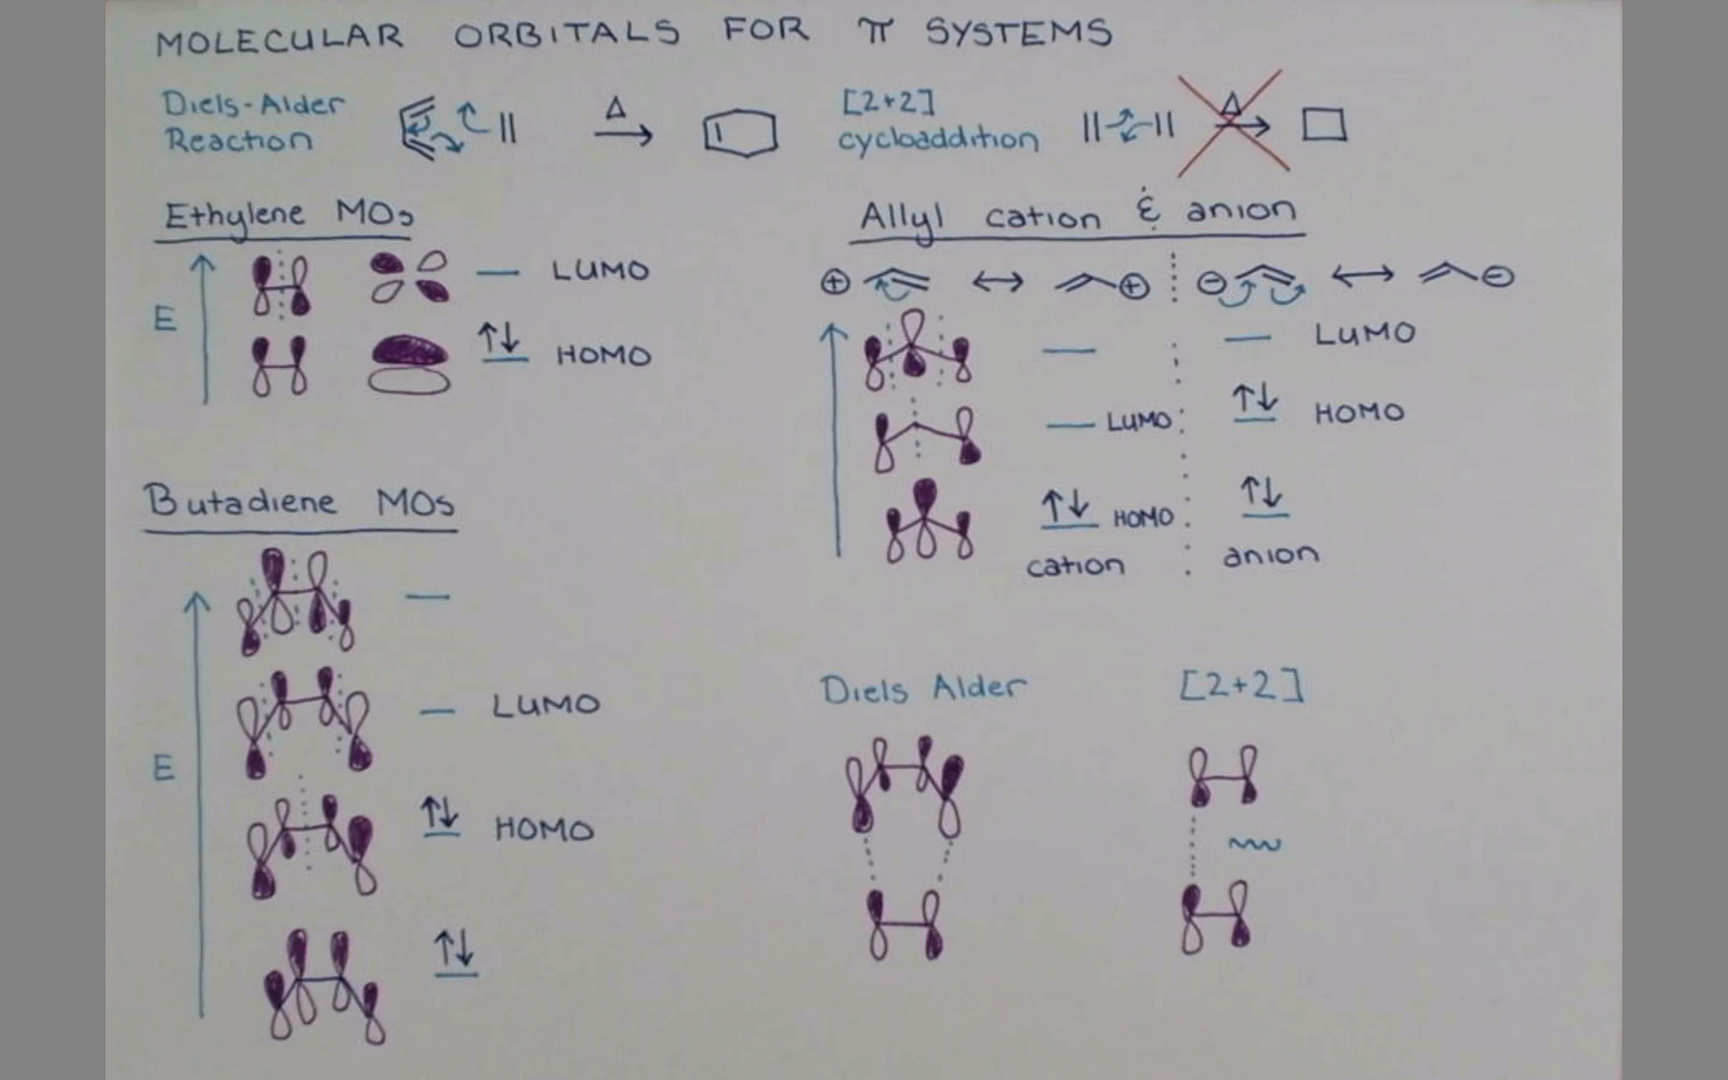 MOLECULAR ORBITALS FOR π SYSTEMS
Diels-Alder
Reaction
Δ
[2+2]
cycloaddition
Δ
Ethylene MOs
E
LUMO
↑↓ HOMO
Allyl cation & anion
⊕ ↔ ⊕ ⊖ ↔ ⊖
LUMO
LUMO
↑↓ HOMO
↑↓ HOMO
↑↓
cation
anion
Butadiene MOs
E
LUMO
↑↓ HOMO
↑↓
Diels Alder
[2+2]